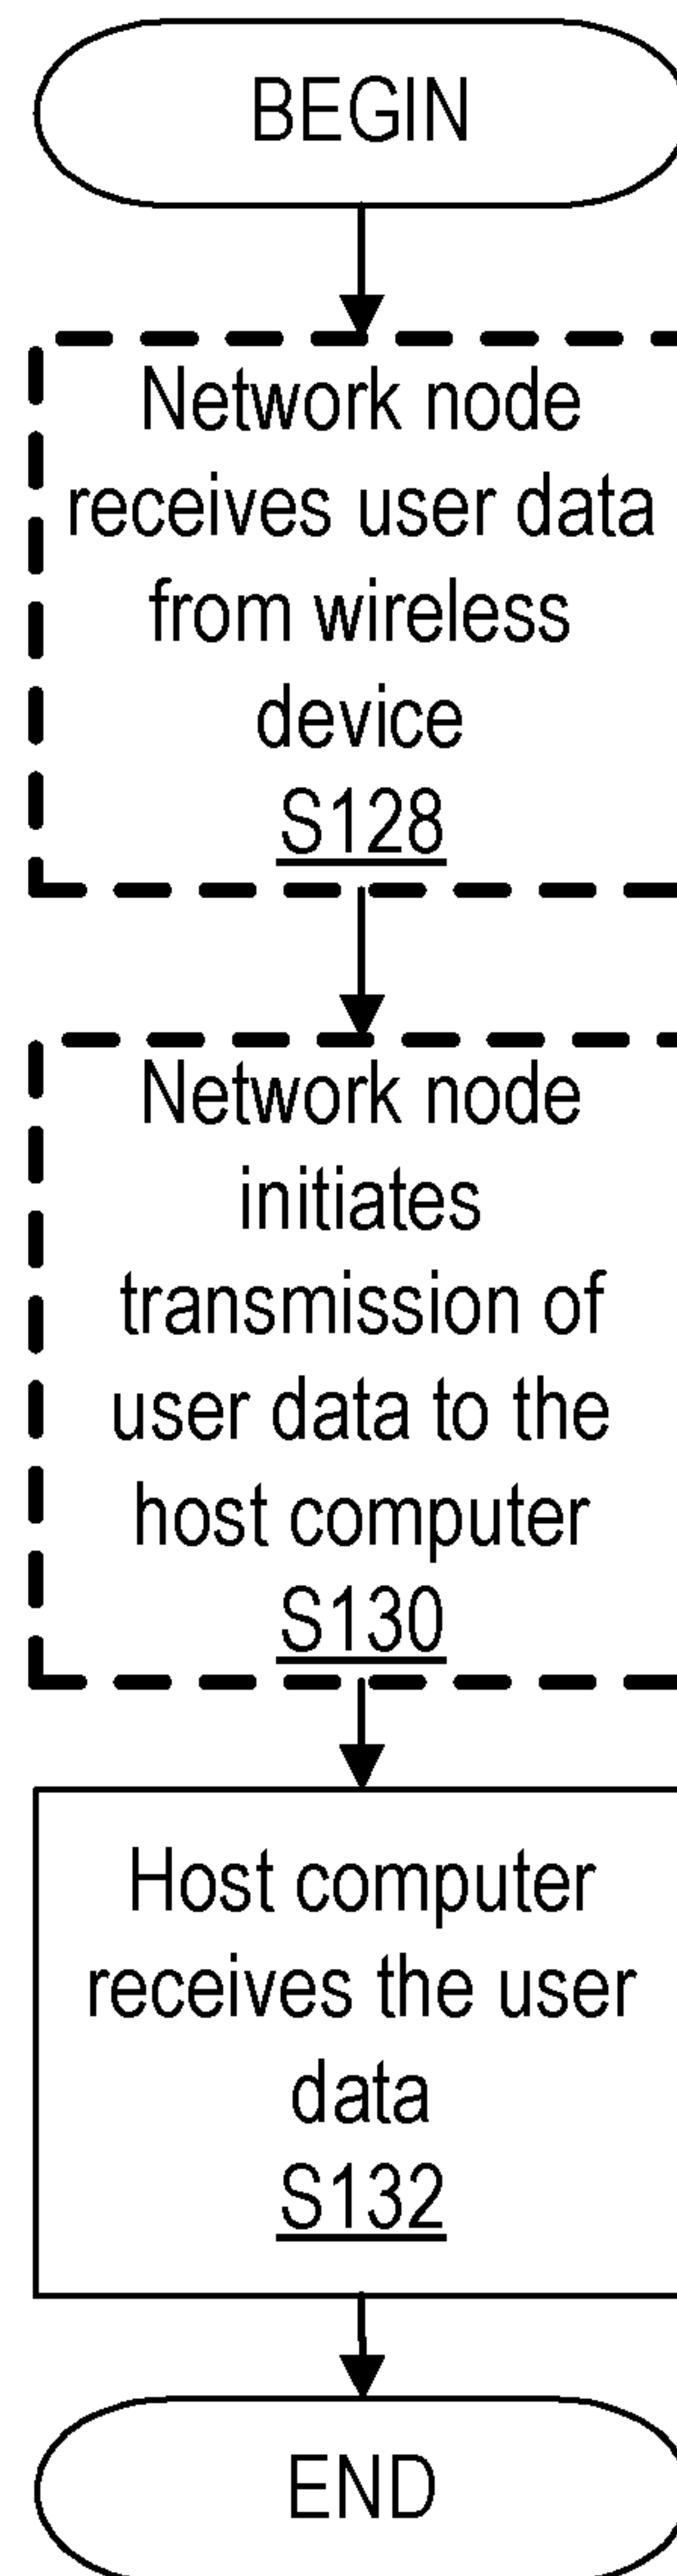 BEGIN
Network node
receives user data
from wireless
device
S128
Network node
initiates
transmission of
user data to the
host computer
S130
Host computer
receives the user
data
S132
END